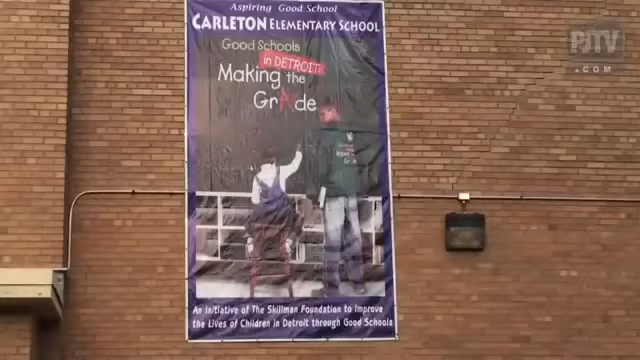 Aspiring Good School
CARLETON ELEMENTARY SCHOOL
Good Schools
in DETROIT:
Making the
GrAde
An Initiative of The Skillman Foundation to Improve
the Lives of Children in Detroit through Good Schools
PJTV
.COM